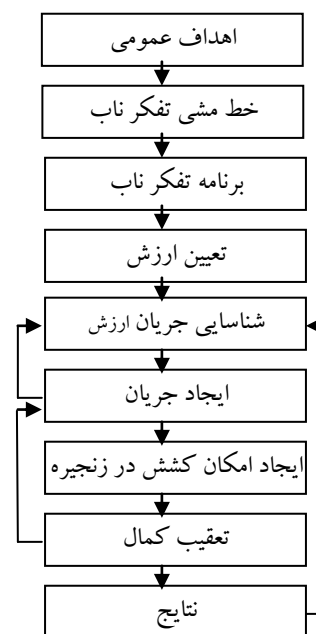 اهداف عمومی
خط مشی تفکر ناب
برنامه تفکر ناب
تعیین ارزش
شناسایی جریان ارزش
ایجاد جریان
ایجاد امکان کشش در زنجیره
تعقیب کمال
نتایج